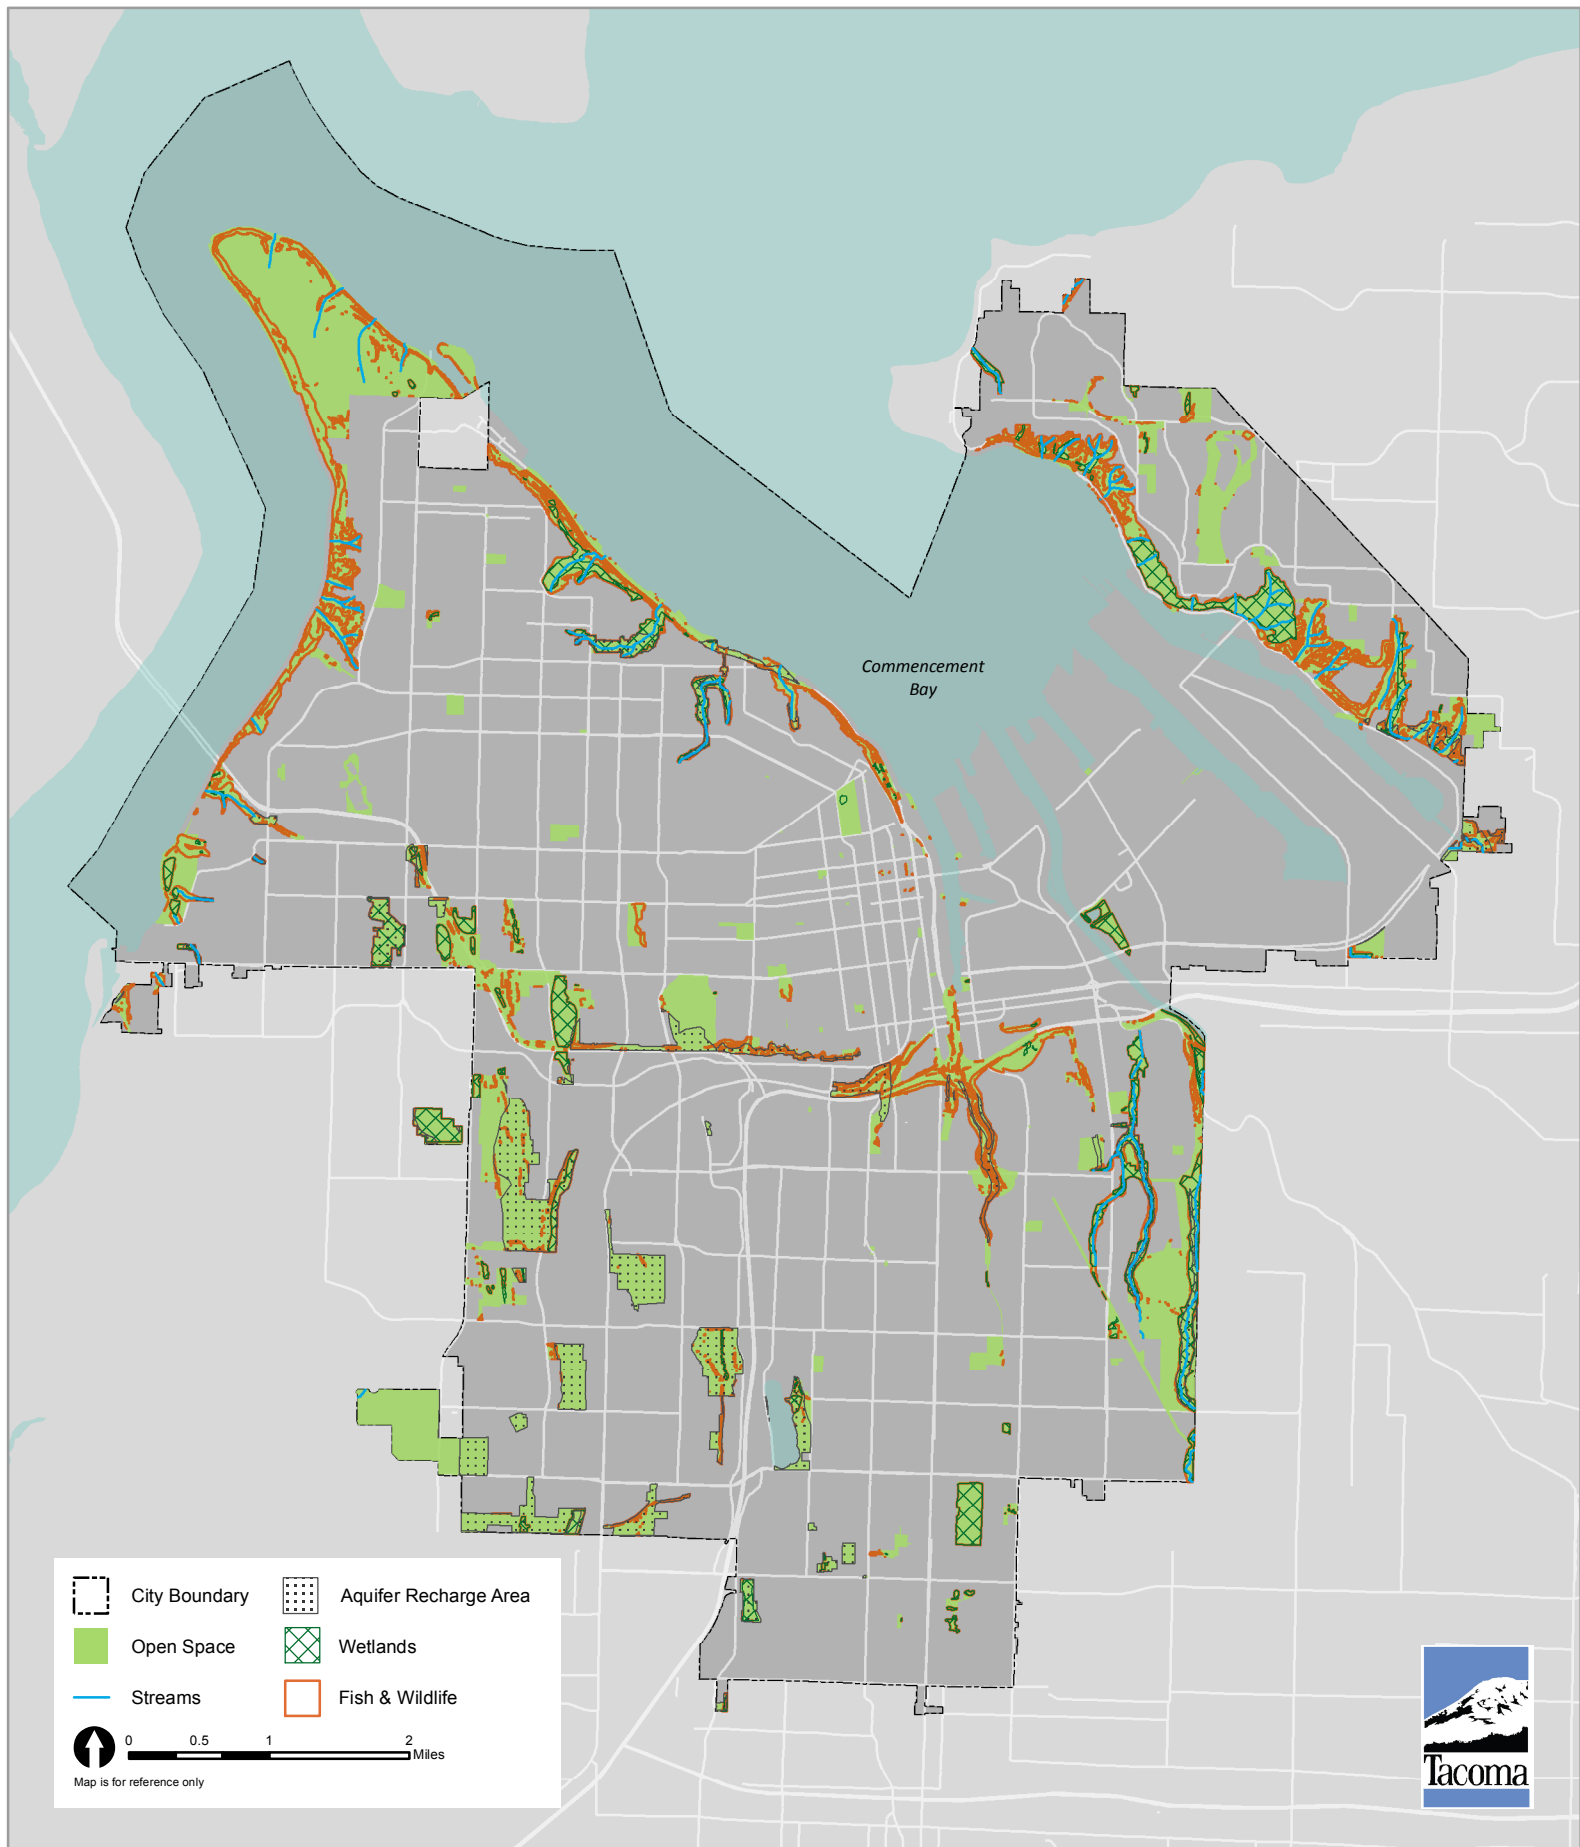 Commencement
Bay
City Boundary
Aquifer Recharge Area
Open Space
Wetlands
Streams
Fish & Wildlife
0 0.5 1 2
Miles
Map is for reference only
Tacoma